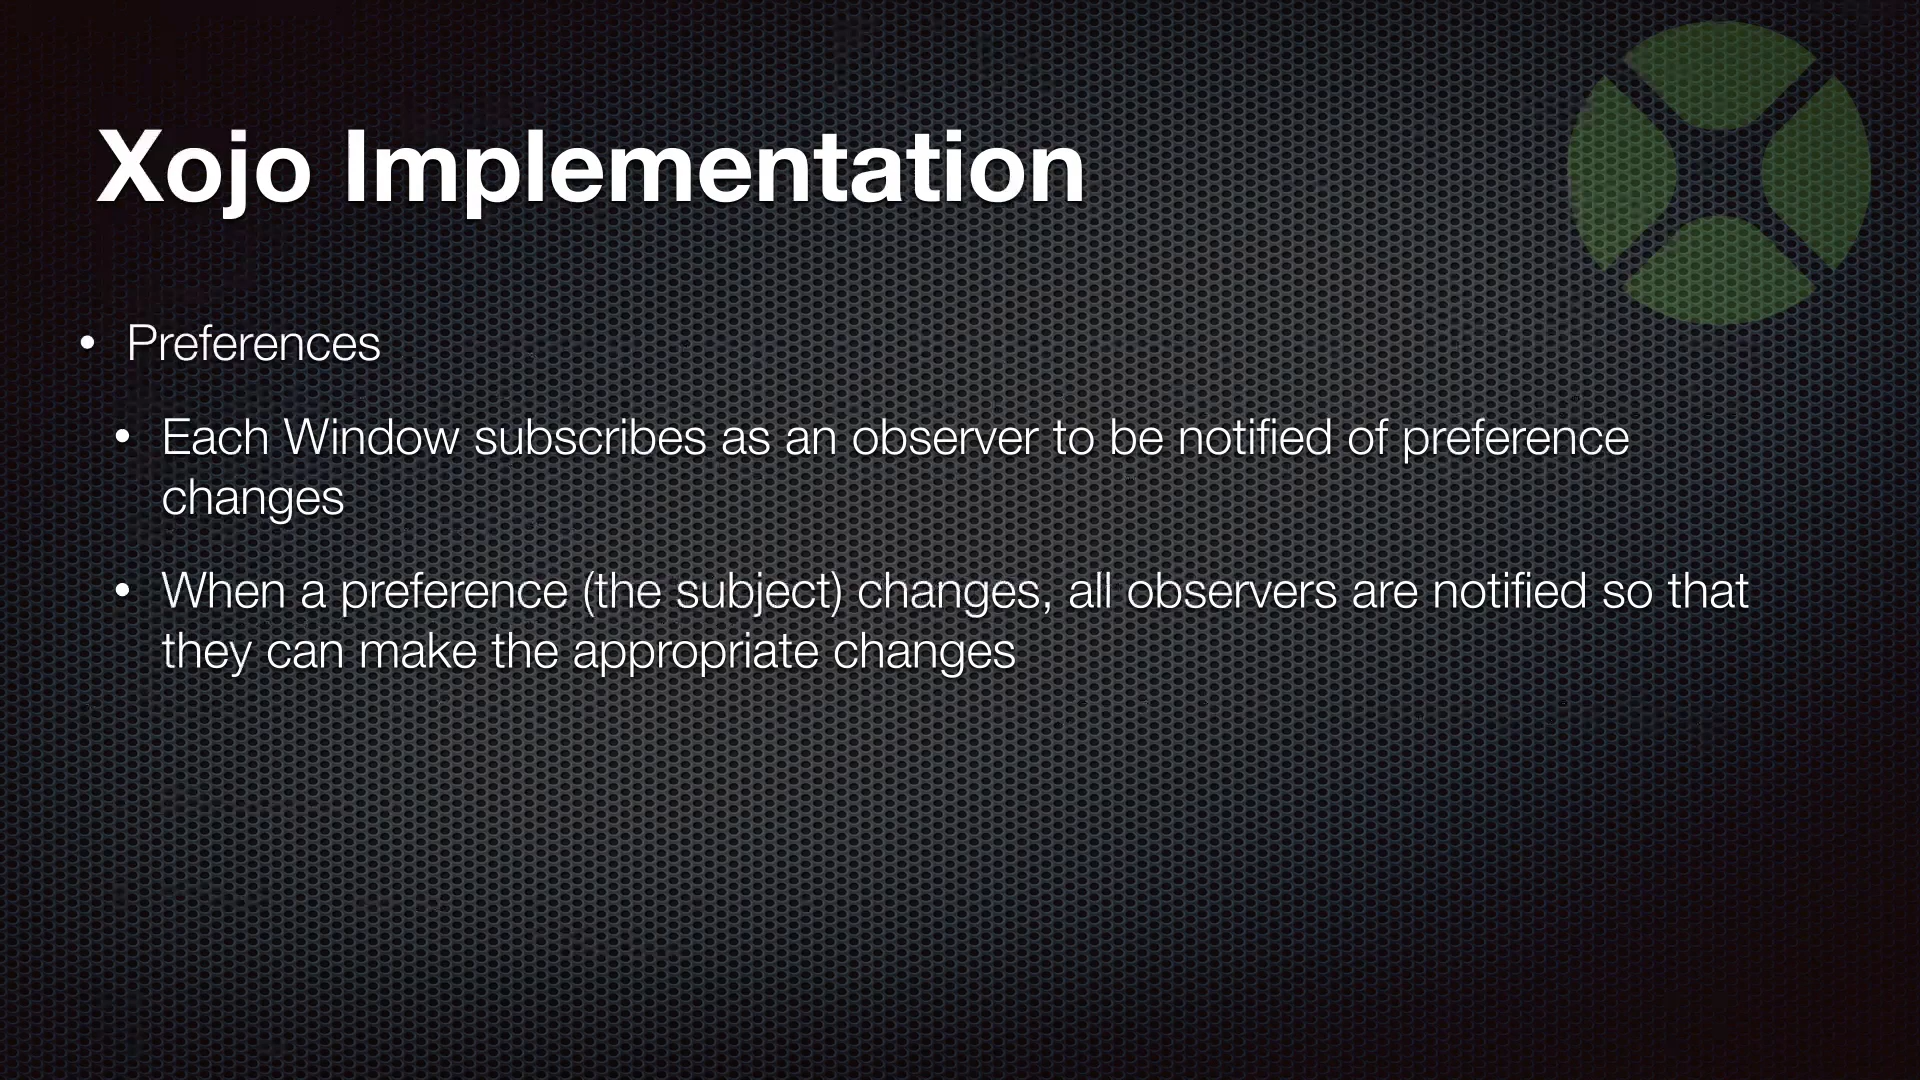 Xojo Implementation
• Preferences
• Each Window subscribes as an observer to be notified of preference
changes
• When a preference (the subject) changes, all observers are notified so that
they can make the appropriate changes